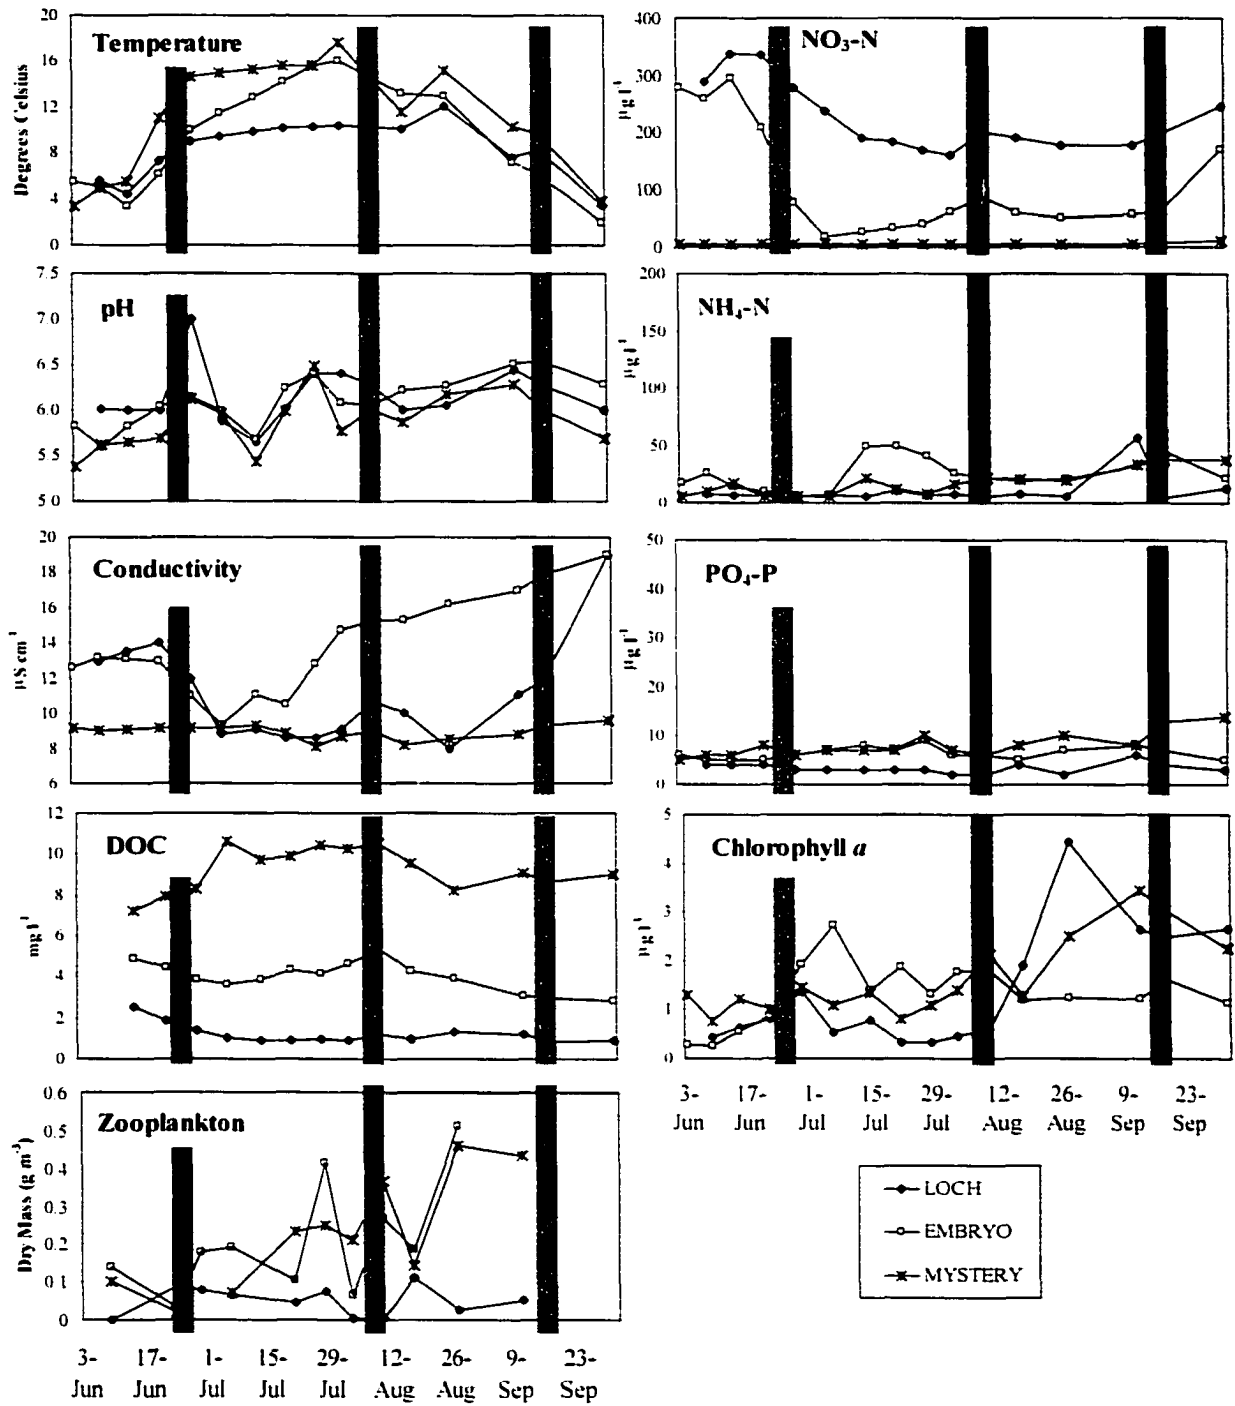 Temperature
Degrees Celsius
20
16
12
8
4
0
pH
7.5
7.0
6.5
6.0
5.5
5.0
Conductivity
µS cm⁻¹
20
18
16
14
12
10
8
6
DOC
mg l⁻¹
12
10
8
6
4
2
0
Zooplankton
Dry Mass (g m⁻³)
0.6
0.5
0.4
0.3
0.2
0.1
0
3- 17- 1- 15- 29- 12- 26- 9- 23-
Jun Jun Jul Jul Jul Aug Aug Sep Sep
NO₃-N
µg l⁻¹
400
300
200
100
0
NH₄-N
µg l⁻¹
200
150
100
50
0
PO₄-P
µg l⁻¹
50
40
30
20
10
0
Chlorophyll a
µg l⁻¹
5
4
3
2
1
0
3- 17- 1- 15- 29- 12- 26- 9- 23-
Jun Jun Jul Jul Jul Aug Aug Sep Sep
LOCH
EMBRYO
MYSTERY